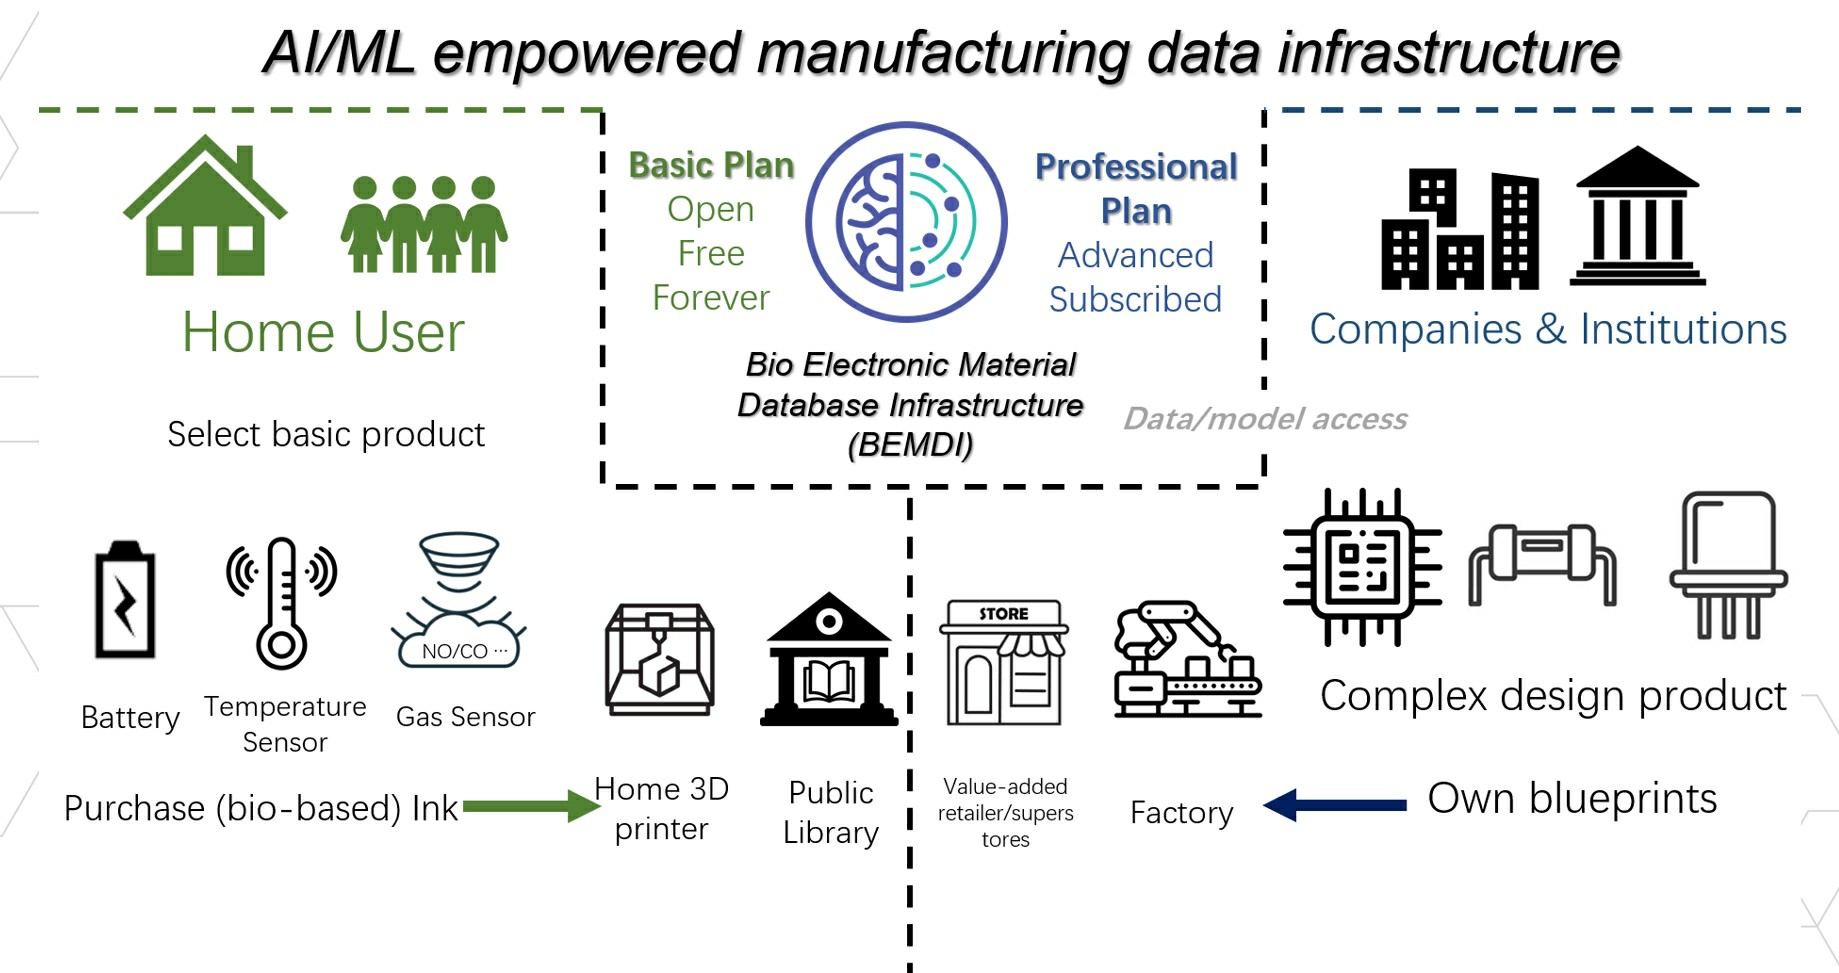 AI/ML empowered manufacturing data infrastructure
Basic Plan
Open
Free
Forever
Professional
Plan
Advanced
Subscribed
Home User
Companies & Institutions
Bio Electronic Material
Database Infrastructure
(BEMDI)
Data/model access
Select basic product
NO/CO ···
STORE
Battery
Temperature
Sensor
Gas Sensor
Complex design product
Purchase (bio-based) Ink
Home 3D
printer
Public
Library
Value-added
retailer/supers
tores
Factory
Own blueprints